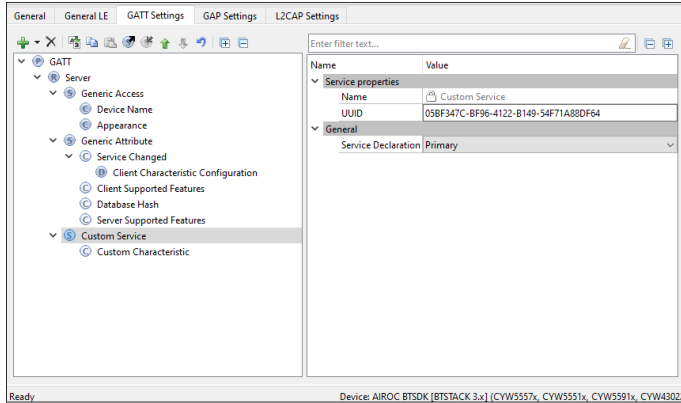 General General LE GATT Settings GAP Settings L2CAP Settings
Enter filter text...
GATT
Server
Generic Access
Device Name
Appearance
Generic Attribute
Service Changed
Client Characteristic Configuration
Client Supported Features
Database Hash
Server Supported Features
Custom Service
Custom Characteristic
Name Value
Service properties
Name Custom Service
UUID 05BF347C-BF96-4122-B149-54F71A88DF64
General
Service Declaration Primary
Ready Device: AIROC BTSDK [BTSTACK 3.x] (CYW5557x, CYW5551x, CYW5591x, CYW4302